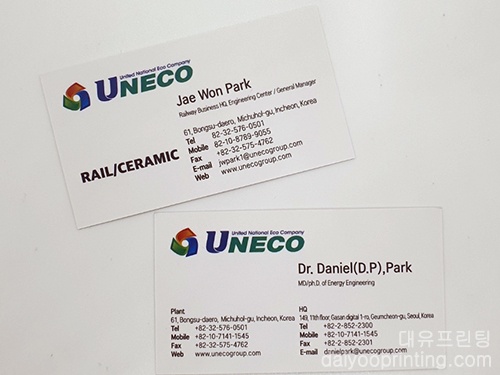 United National Eco Company
UNECO
Jae Won Park
Railway Business HQ, Engineering Center / General Manager
RAIL/CERAMIC
61, Bongsu-daero, Michuhol-gu, Incheon, Korea
Tel 82-32-576-0501
Mobile 82-10-8789-9055
Fax +82-32-575-4762
E-mail jwpark1@unecogroup.com
Web www.unecogroup.com
United National Eco Company
UNECO
Dr. Daniel(D.P),Park
MD/ph.D. of Energy Engineering
Plant
61, Bongsu-daero, Michuhol-gu, Incheon, Korea
Tel +82-32-576-0501
Mobile +82-10-7141-1545
Fax +82-32-575-4762
Web www.unecogroup.com
HQ
149, 11th floor, Gasan digital 1-ro, Geumcheon-gu, Seoul, Korea
Tel +82-2-852-2300
Mobile +82-10-7141-1545
Fax +82-2-852-2302
E-mail danielpark@unecogroup.com
대유프린팅
daiyooprinting.com